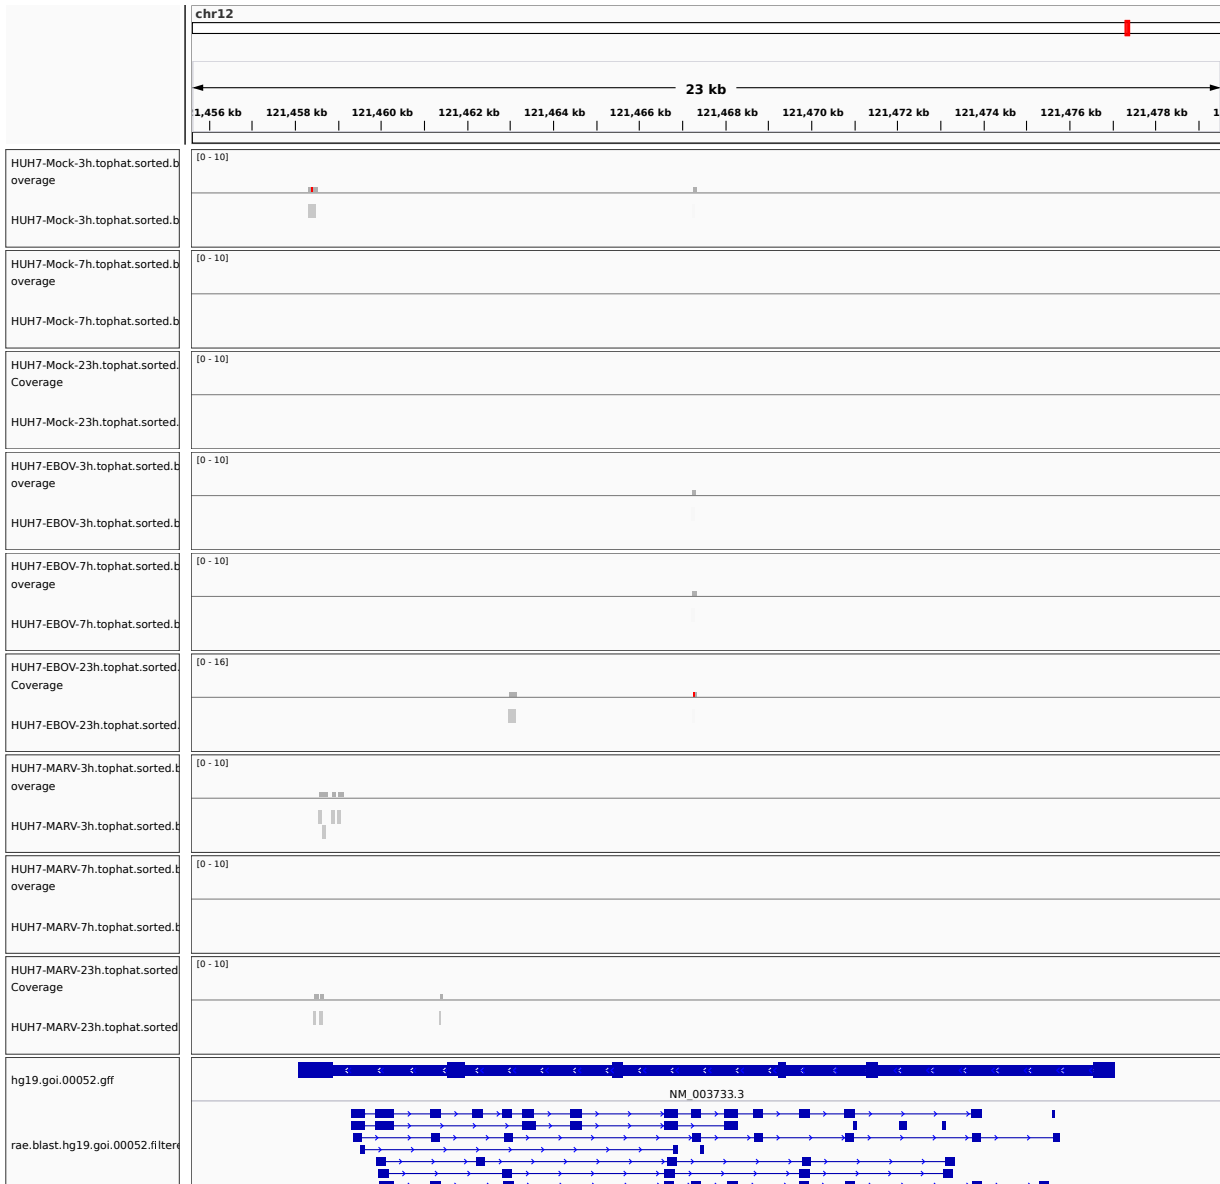 chr12
23 kb
1,456 kb 121,458 kb 121,460 kb 121,462 kb 121,464 kb 121,466 kb 121,468 kb 121,470 kb 121,472 kb 121,474 kb 121,476 kb 121,478 kb 1
HUH7-Mock-3h.tophat.sorted.b [0 - 10]
overage
HUH7-Mock-3h.tophat.sorted.b
HUH7-Mock-7h.tophat.sorted.b [0 - 10]
overage
HUH7-Mock-7h.tophat.sorted.b
HUH7-Mock-23h.tophat.sorted. [0 - 10]
Coverage
HUH7-Mock-23h.tophat.sorted.
HUH7-EBOV-3h.tophat.sorted.b [0 - 10]
overage
HUH7-EBOV-3h.tophat.sorted.b
HUH7-EBOV-7h.tophat.sorted.b [0 - 10]
overage
HUH7-EBOV-7h.tophat.sorted.b
HUH7-EBOV-23h.tophat.sorted. [0 - 16]
Coverage
HUH7-EBOV-23h.tophat.sorted.
HUH7-MARV-3h.tophat.sorted.b [0 - 10]
overage
HUH7-MARV-3h.tophat.sorted.b
HUH7-MARV-7h.tophat.sorted.b [0 - 10]
overage
HUH7-MARV-7h.tophat.sorted.b
HUH7-MARV-23h.tophat.sorted [0 - 10]
Coverage
HUH7-MARV-23h.tophat.sorted
hg19.goi.00052.gff
NM_003733.3
rae.blast.hg19.goi.00052.filtere